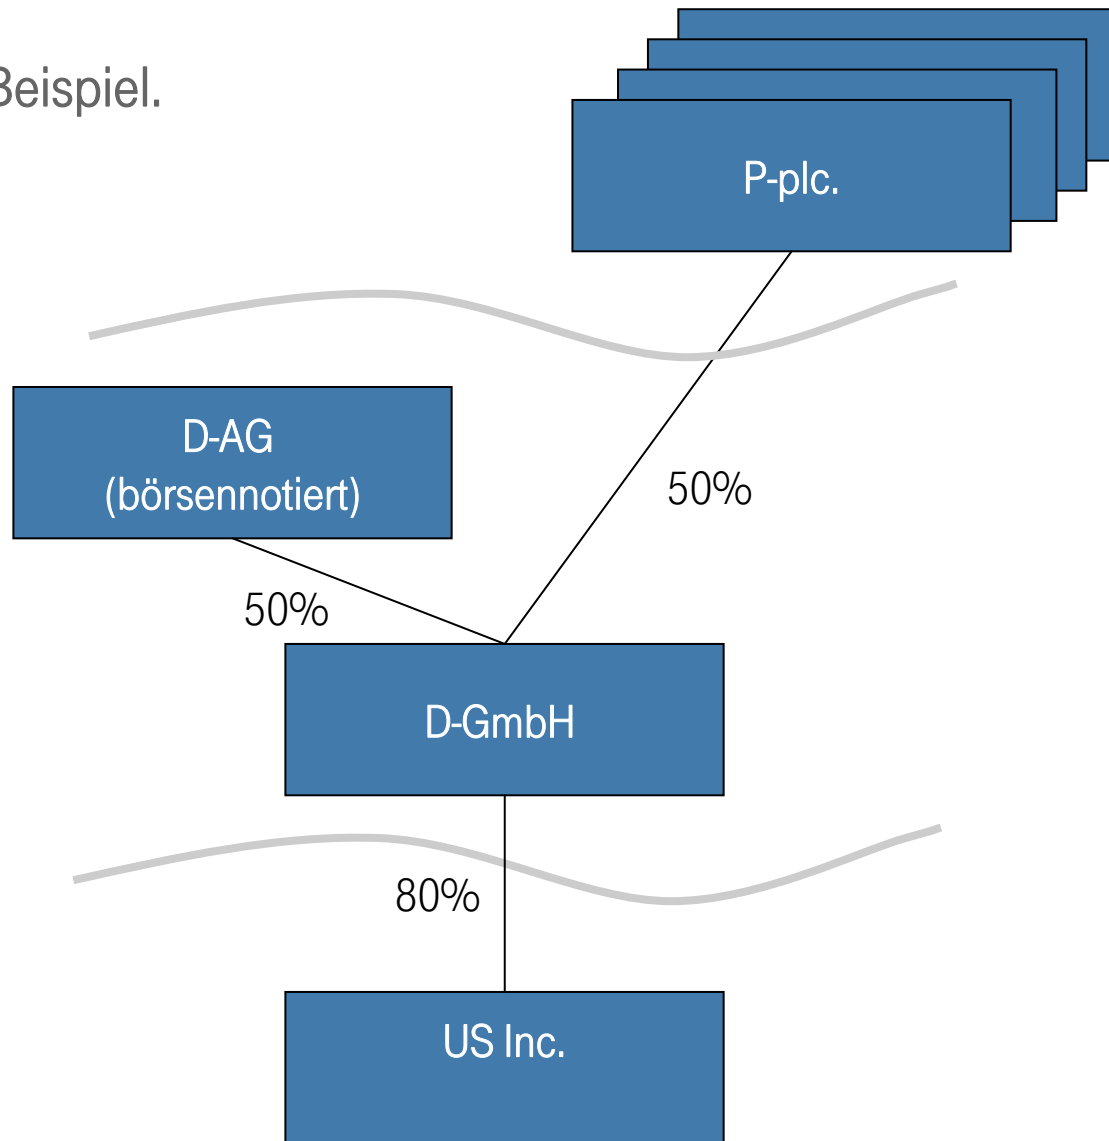 Beispiel.
P-plc.
D-AG
(börsennotiert)
50%
50%
D-GmbH
80%
US Inc.